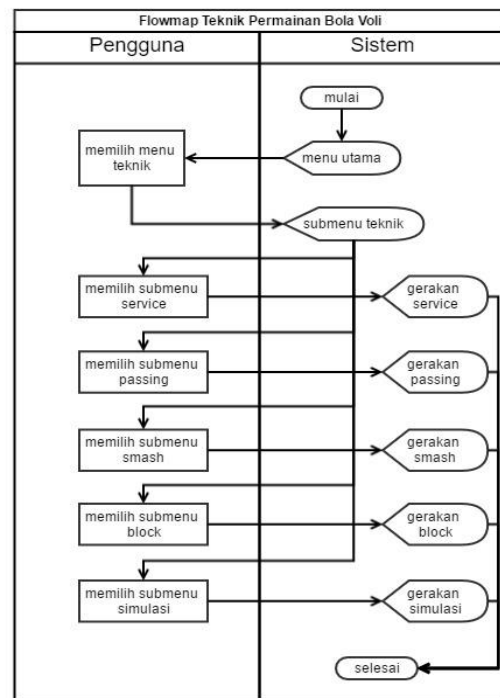 Flowmap Teknik Permainan Bola Voli
Pengguna
Sistem
mulai
memilih menu
teknik
menu utama
submenu teknik
memilih submenu
service
gerakan
service
memilih submenu
passing
gerakan
passing
memilih submenu
smash
gerakan
smash
memilih submenu
block
gerakan
block
memilih submenu
simulasi
gerakan
simulasi
selesai